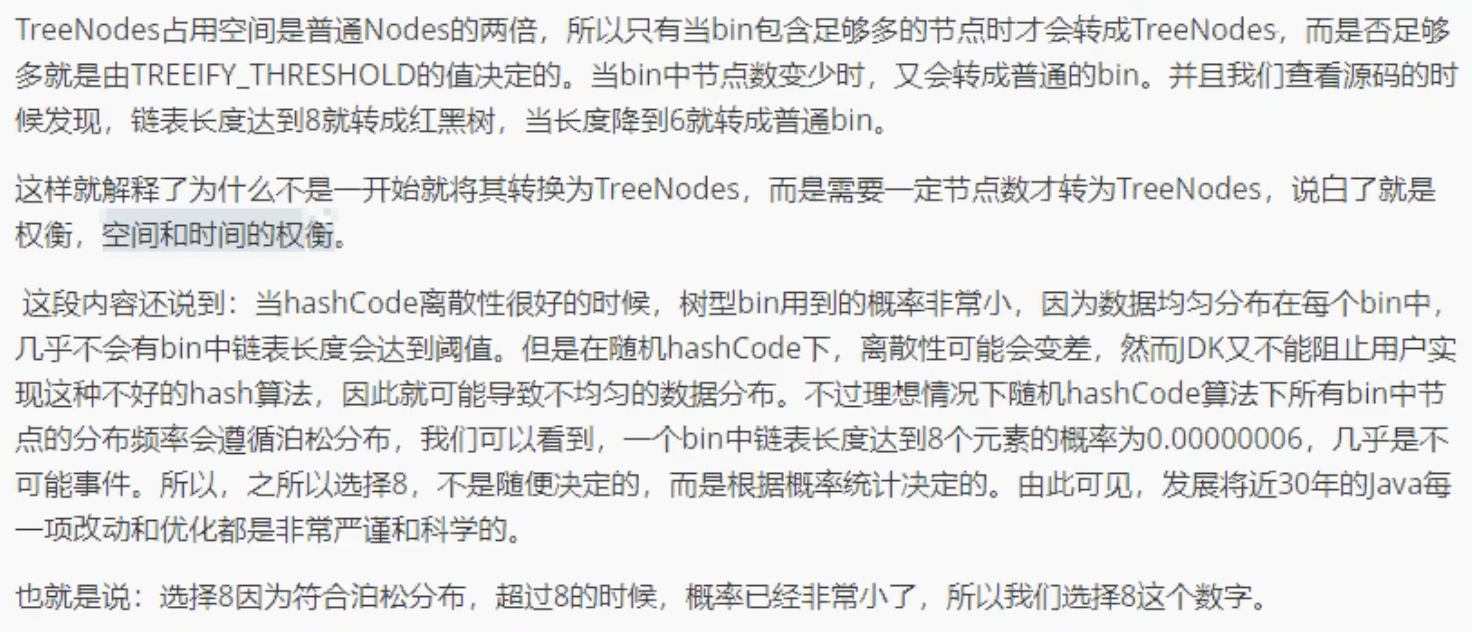 TreeNodes占用空间是普通Nodes的两倍，所以只有当bin包含足够多的节点时才会转成TreeNodes，而是否足够
多就是由TREEIFY_THRESHOLD的值决定的。当bin中节点数变少时，又会转成普通的bin。并且我们查看源码的时
候发现，链表长度达到8就转成红黑树，当长度降到6就转成普通bin。
这样就解释了为什么不是一开始就将其转换为TreeNodes，而是需要一定节点数才转为TreeNodes，说白了就是
权衡，空间和时间的权衡。
这段内容还说到：当hashCode离散性很好的时候，树型bin用到的概率非常小，因为数据均匀分布在每个bin中，
几乎不会有bin中链表长度会达到阈值。但是在随机hashCode下，离散性可能会变差，然而JDK又不能阻止用户实
现这种不好的hash算法，因此就可能导致不均匀的数据分布。不过理想情况下随机hashCode算法下所有bin中节
点的分布频率会遵循泊松分布，我们可以看到，一个bin中链表长度达到8个元素的概率为0.00000006，几乎是不
可能事件。所以，之所以选择8，不是随便决定的，而是根据概率统计决定的。由此可见，发展将近30年的Java每
一项改动和优化都是非常严谨和科学的。
也就是说：选择8因为符合泊松分布，超过8的时候，概率已经非常小了，所以我们选择8这个数字。